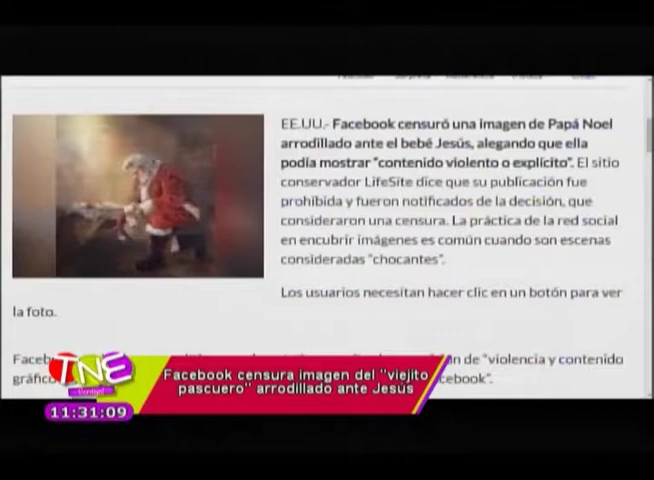 EE.UU.- Facebook censuró una imagen de Papá Noel
arrodillado ante el bebé Jesús, alegando que ella
podía mostrar "contenido violento o explícito". El sitio
conservador LifeSite dice que su publicación fue
prohibida y fueron notificados de la decisión, que
consideraron una censura. La práctica de la red social
en encubrir imágenes es común cuando son escenas
consideradas "chocantes".
Los usuarios necesitan hacer clic en un botón para ver
la foto.
de "violencia y contenido
TNE
Facebook censura imagen del "viejito
pascuero" arrodillado ante Jesús
11:31:09